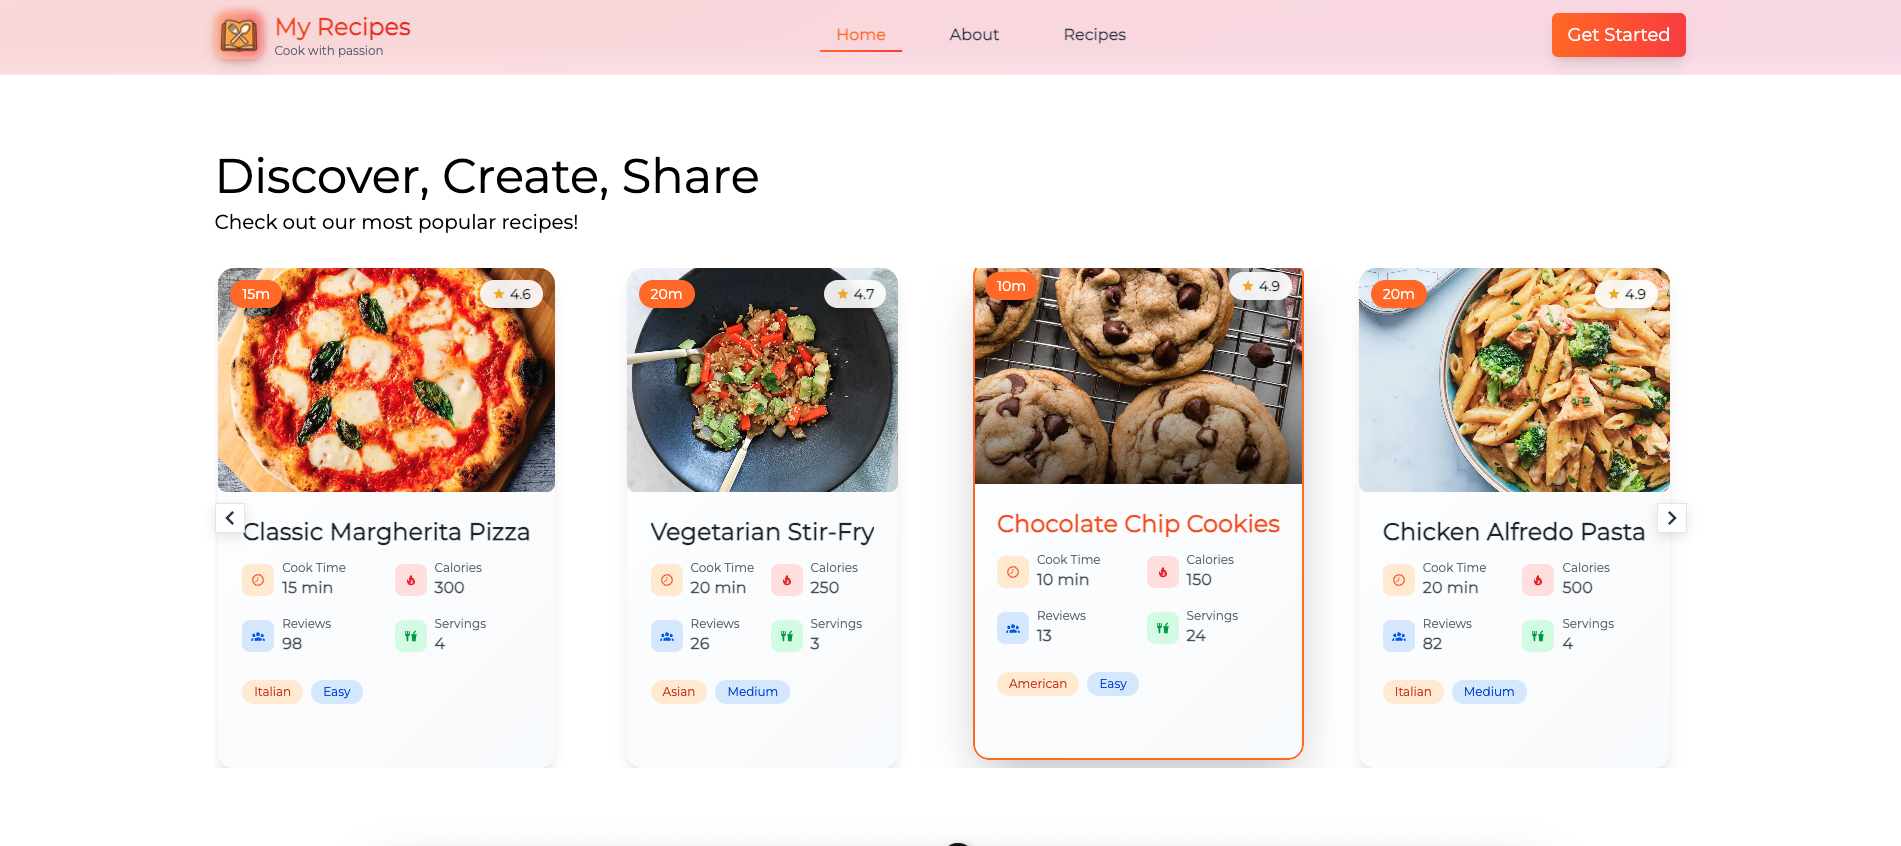 My Recipes
Cook with passion
Home
About
Recipes
Get Started
Discover, Create, Share
Check out our most popular recipes!
15m
4.6
Classic Margherita Pizza
Cook Time
15 min
Calories
300
Reviews
98
Servings
4
Italian
Easy
20m
4.7
Vegetarian Stir-Fry
Cook Time
20 min
Calories
250
Reviews
26
Servings
3
Asian
Medium
10m
4.9
Chocolate Chip Cookies
Cook Time
10 min
Calories
150
Reviews
13
Servings
24
American
Easy
20m
4.9
Chicken Alfredo Pasta
Cook Time
20 min
Calories
500
Reviews
82
Servings
4
Italian
Medium